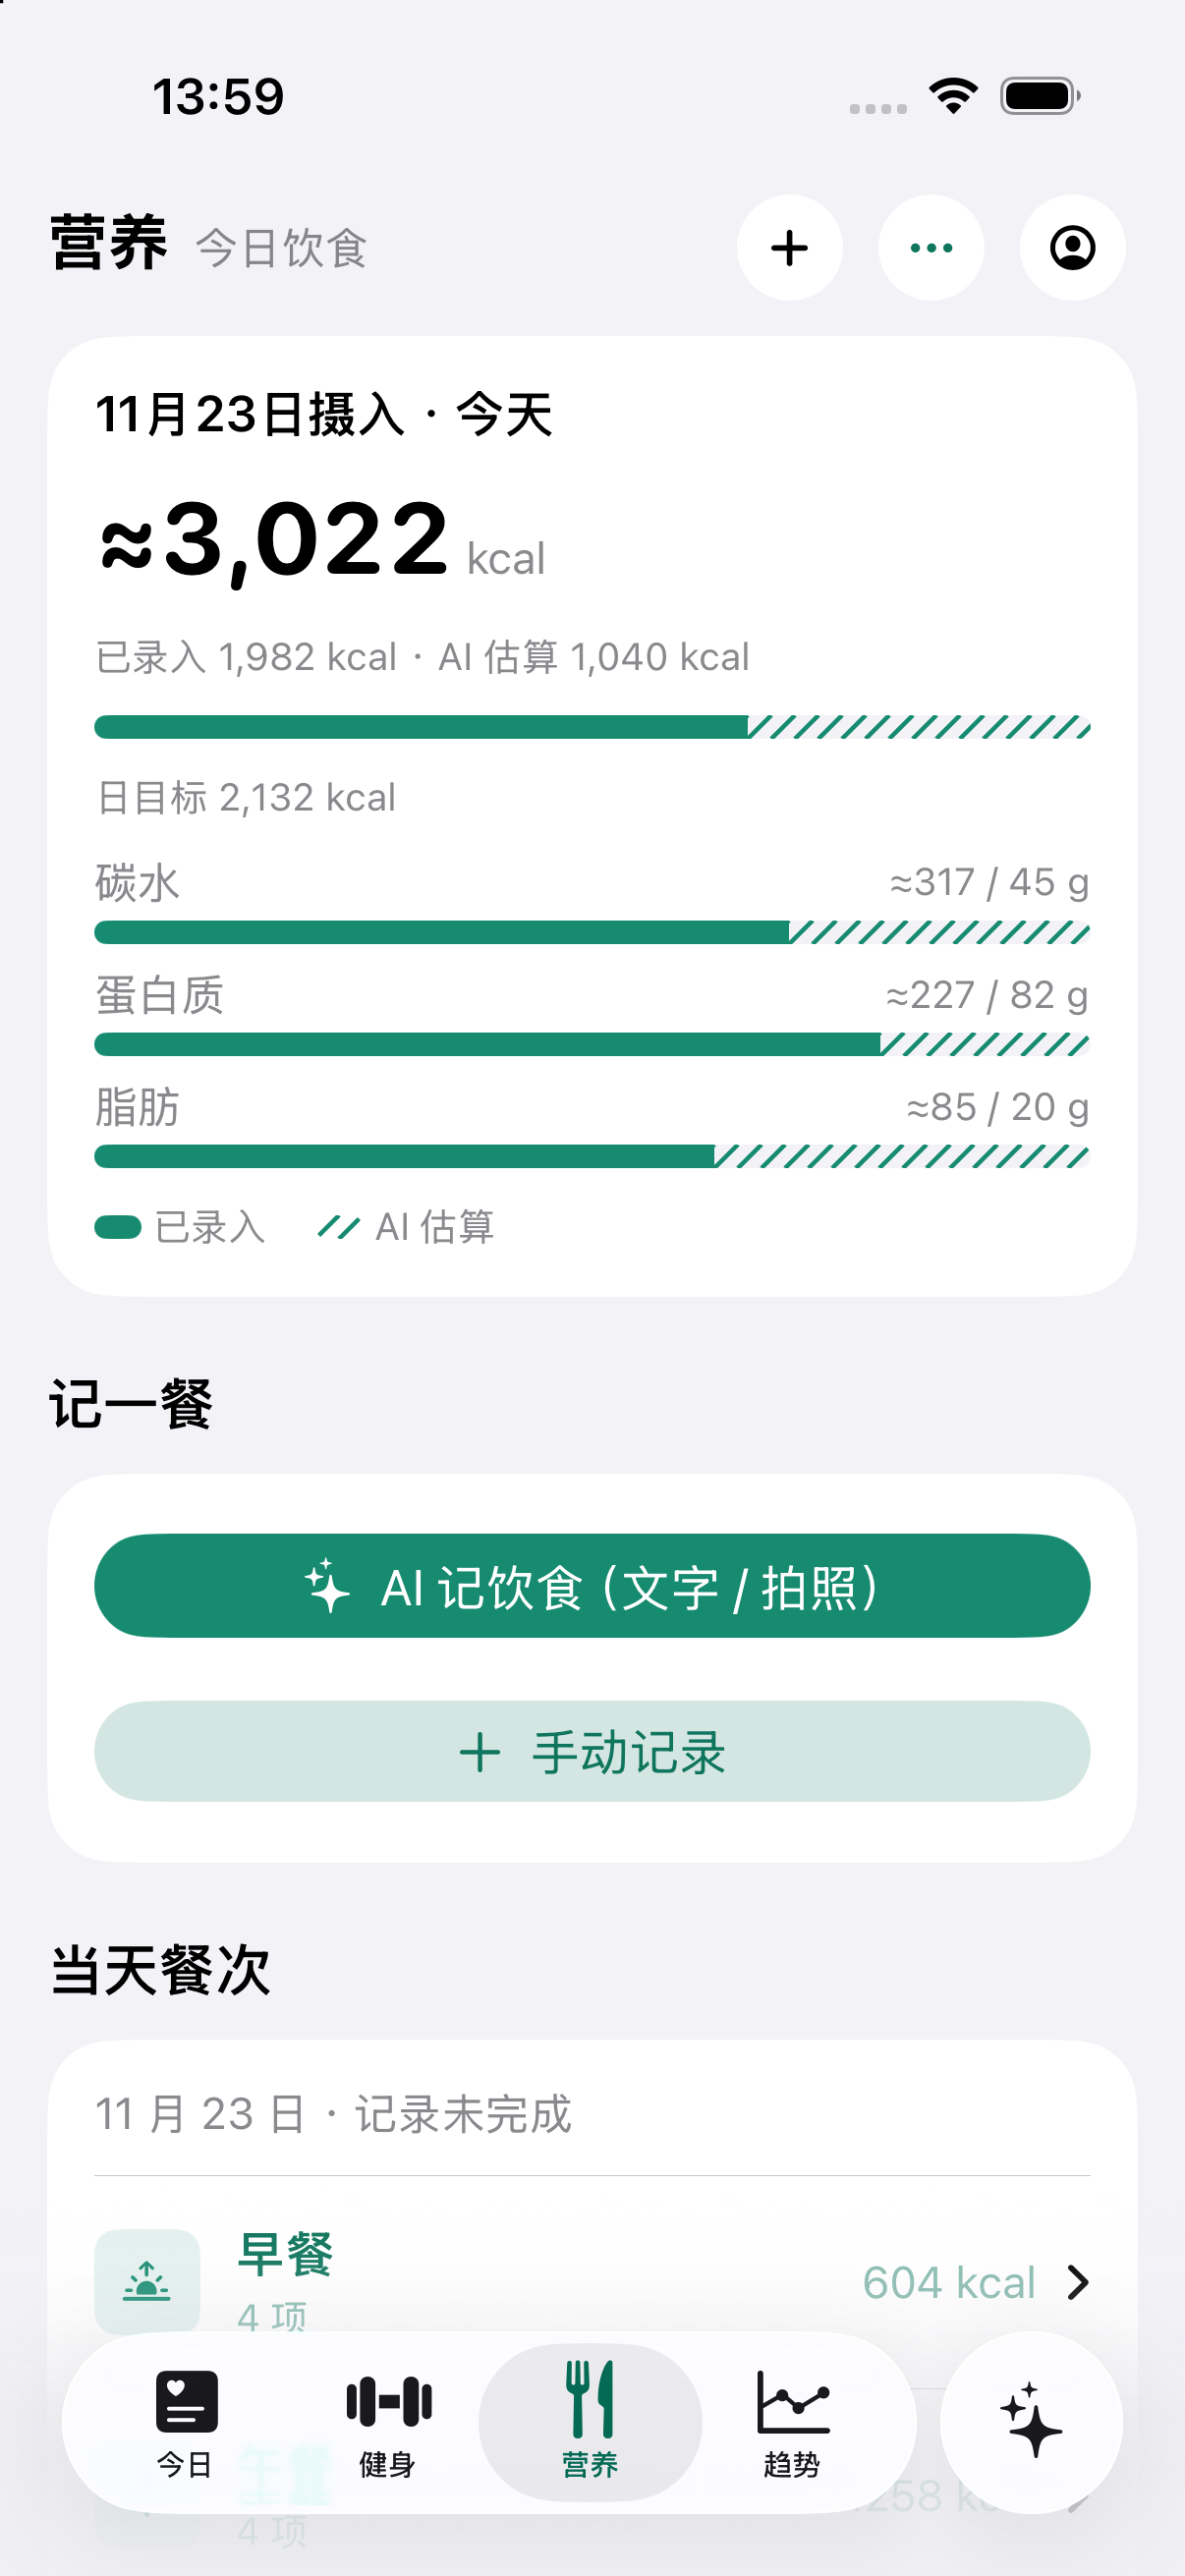 13:59
营养 今日饮食
11月23日摄入 · 今天
≈3,022 kcal
已录入 1,982 kcal · AI 估算 1,040 kcal
日目标 2,132 kcal
碳水 ≈317 / 45 g
蛋白质 ≈227 / 82 g
脂肪 ≈85 / 20 g
已录入 AI 估算
记一餐
AI 记饮食（文字 / 拍照）
手动记录
当天餐次
11 月 23 日 · 记录未完成
早餐
604 kcal
4 项
今日 健身 营养 趋势
午餐
4 项